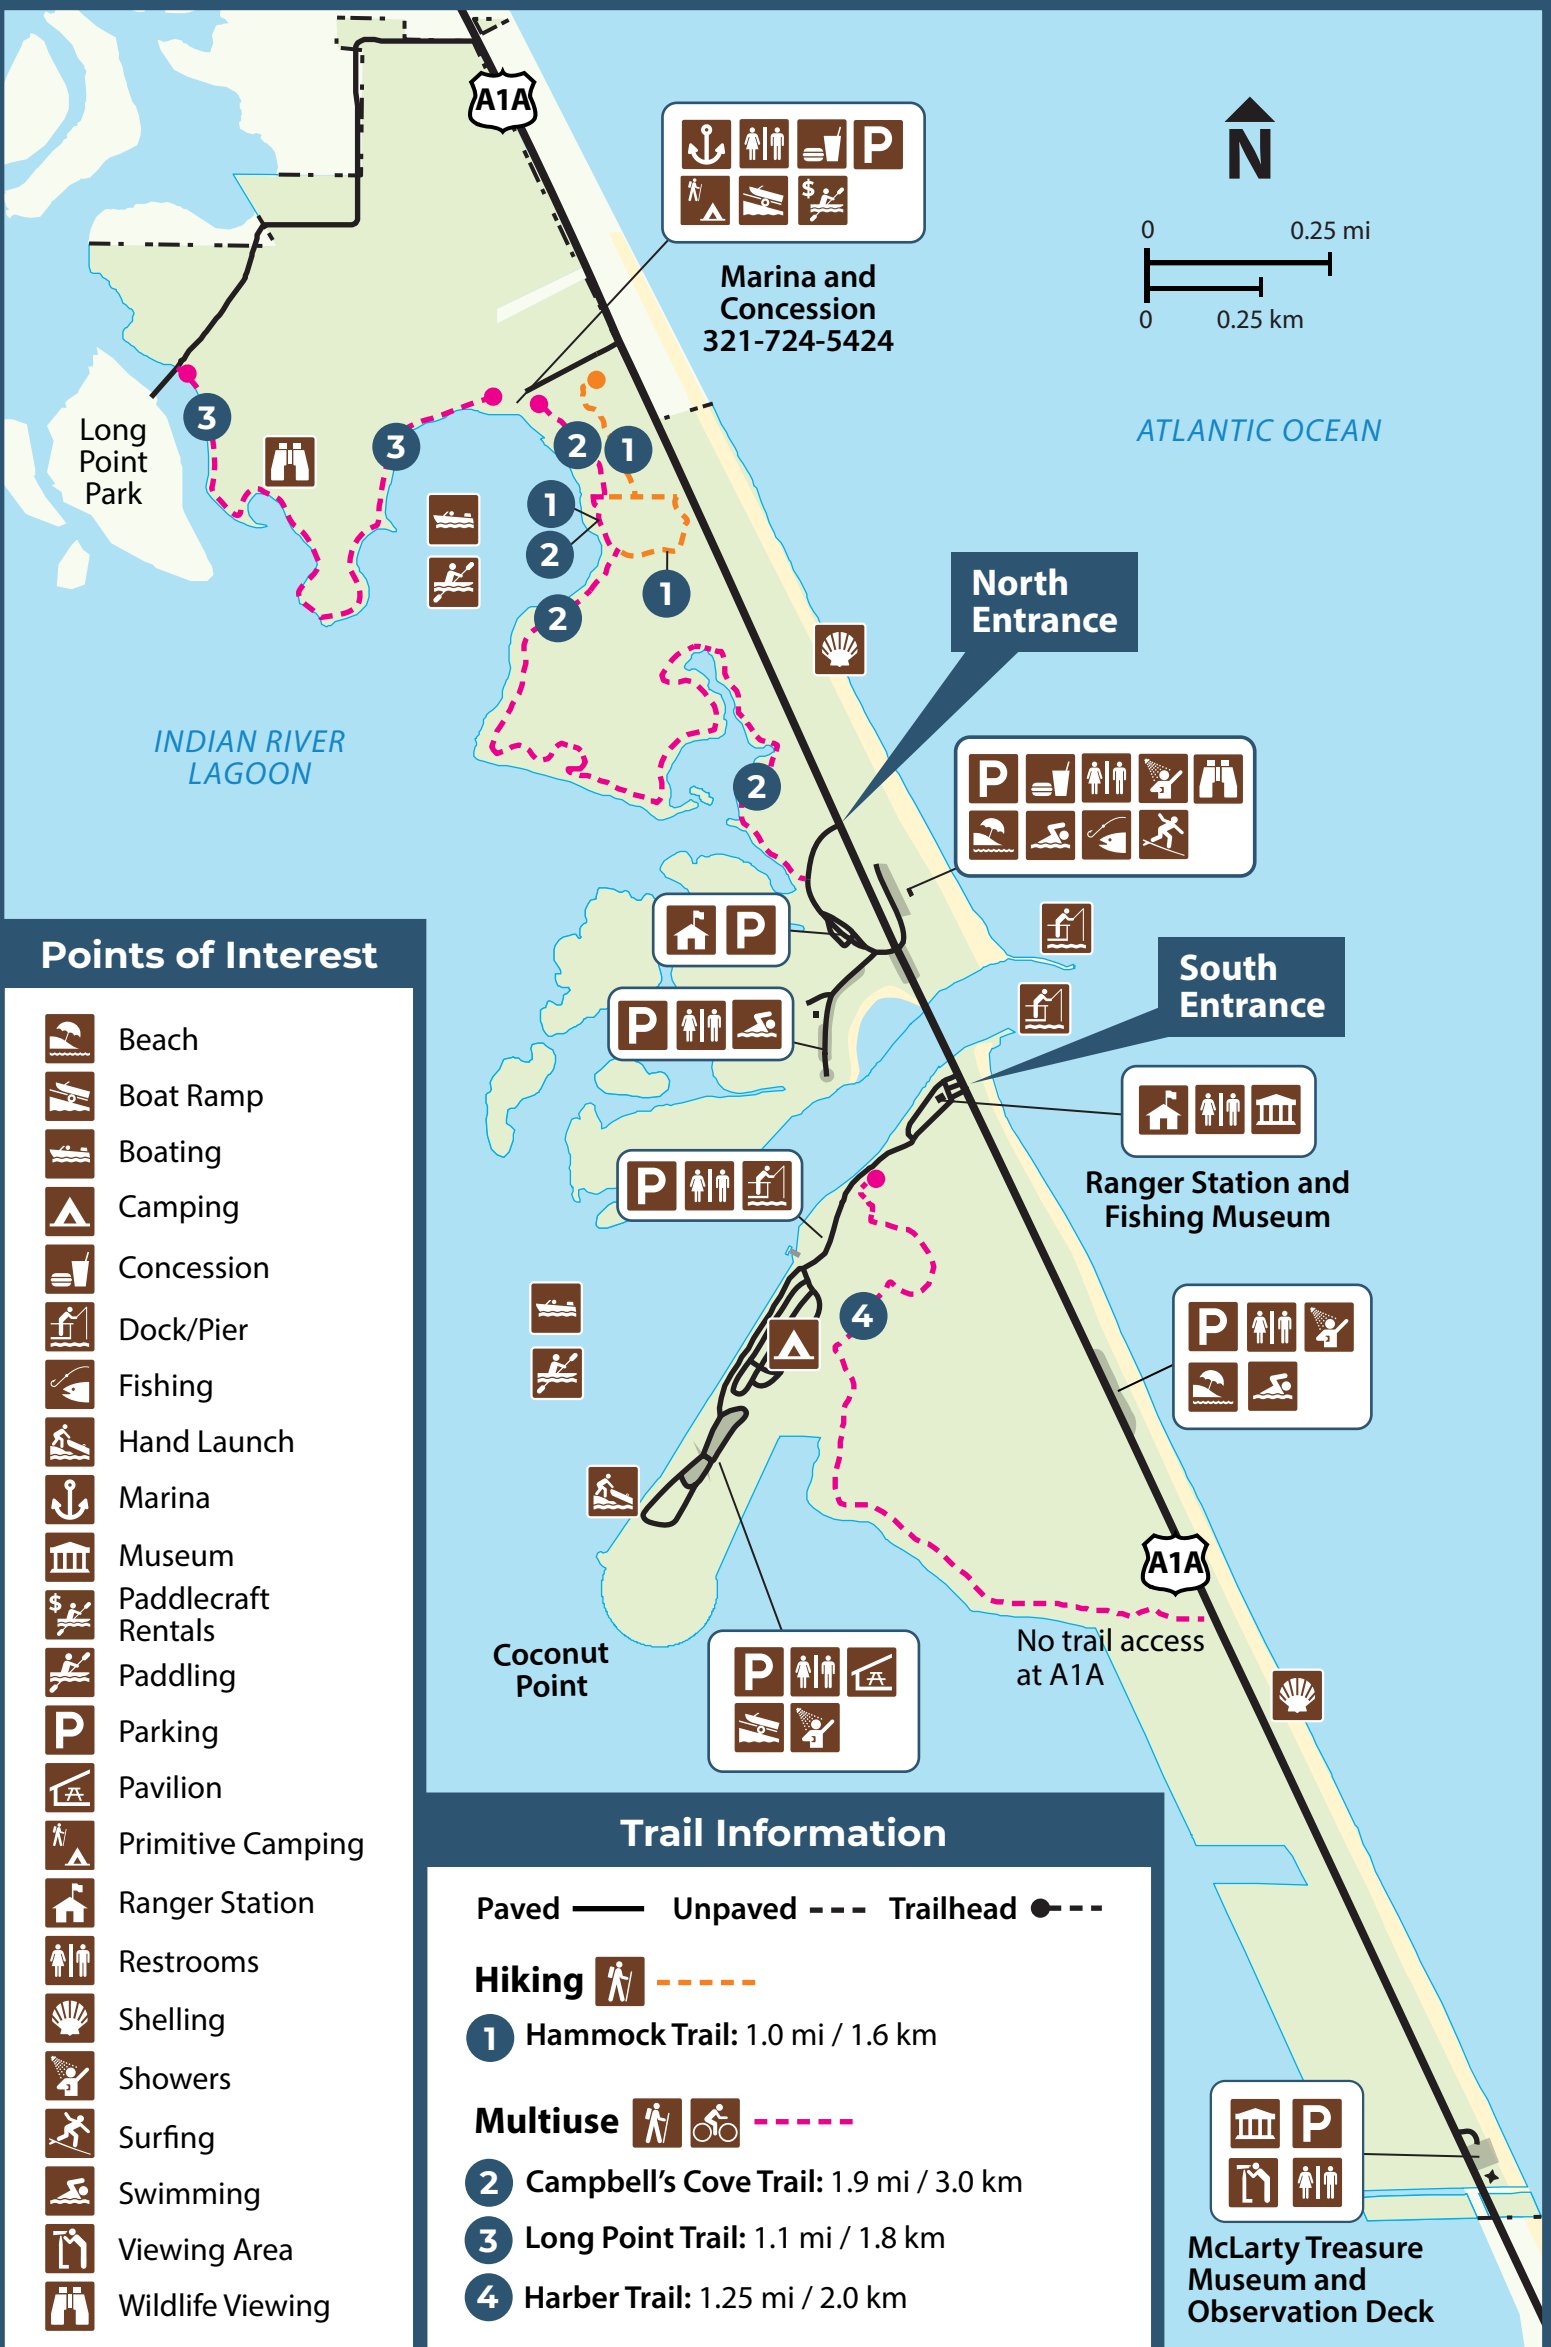 A1A
Marina and
Concession
321-724-5424
N
0 0.25 mi
0 0.25 km
ATLANTIC OCEAN
Long
Point
Park
3
3
2
1
1
2
1
2
North
Entrance
INDIAN RIVER
LAGOON
2
P
P
South
Entrance
P
P
Ranger Station and
Fishing Museum
4
P
A1A
No trail access
at A1A
Coconut
Point
P
$
P
McLarty Treasure
Museum and
Observation Deck
Points of Interest
Beach
Boat Ramp
Boating
Camping
Concession
Dock/Pier
Fishing
Hand Launch
Marina
Museum
$ Paddlecraft
Rentals
Paddling
P Parking
Pavilion
Primitive Camping
Ranger Station
Restrooms
Shelling
Showers
Surfing
Swimming
Viewing Area
Wildlife Viewing
Trail Information
Paved Unpaved Trailhead
Hiking
1 Hammock Trail: 1.0 mi / 1.6 km
Multiuse
2 Campbell's Cove Trail: 1.9 mi / 3.0 km
3 Long Point Trail: 1.1 mi / 1.8 km
4 Harber Trail: 1.25 mi / 2.0 km